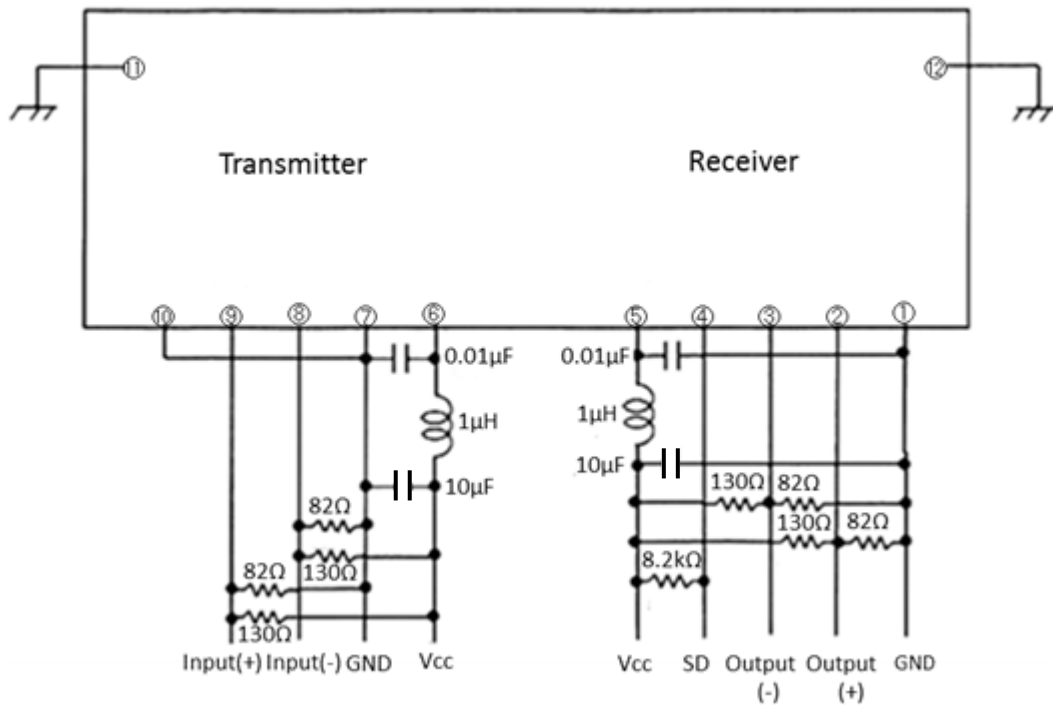 ⑪ ⑫
Transmitter Receiver
⑩ ⑨ ⑧ ⑦ ⑥ ⑤ ④ ③ ② ①
0.01µF 0.01µF
1µH 1µH
10µF 10µF
82Ω 130Ω 82Ω
130Ω 82Ω
130Ω
82Ω 8.2kΩ
130Ω
Input(+) Input(-) GND Vcc Vcc SD Output Output GND
(-) (+)